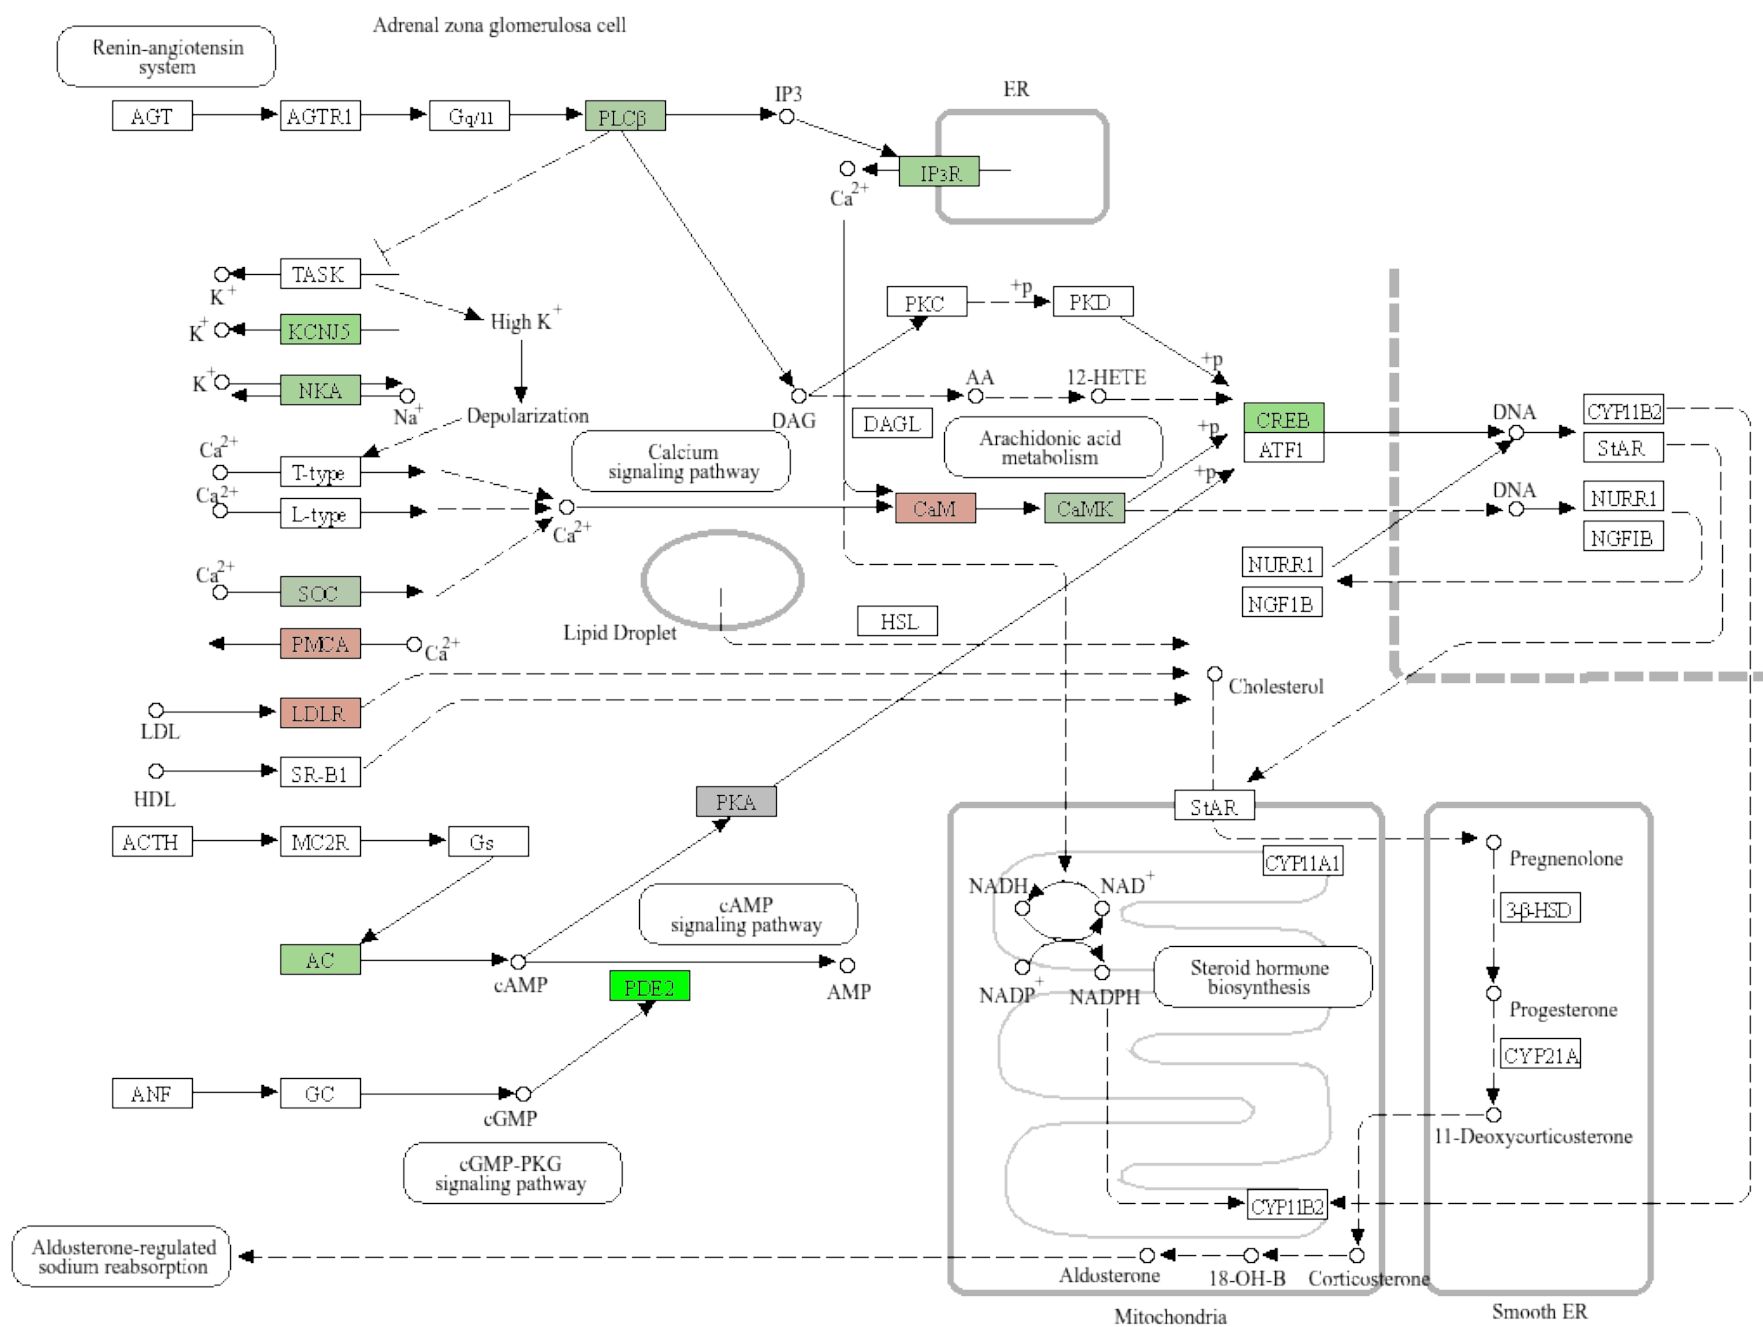 Adrenal zona glomerulosa cell
Renin-angiotensin
system
AGT
AGTR1
Gq/11
PLCβ
IP3
ER
IP3R
Ca2+
TASK
K+
High K+
PKC
+p
PKD
KCNJ5
K+
+p
NKA
K+
Na+
Depolarization
DAG
AA
12-HETE
DAGL
Arachidonic acid
metabolism
+p
CREB
ATF1
DNA
CYP11B2
StAR
Calcium
signaling pathway
Ca2+
T-type
+p
Ca2+
L-type
Ca2+
CaM
CaMK
DNA
NURR1
NGFIB
Ca2+
SOC
NURR1
NGF1B
Lipid Droplet
HSL
PMCA
Ca2+
Cholesterol
LDL
LDLR
HDL
SR-B1
PKA
StAR
ACTH
MC2R
Gs
CYP11A1
Pregnenolone
NADH
NAD+
3-β-HSD
cAMP
signaling pathway
AC
cAMP
PDE2
AMP
NADP+
NADPH
Steroid hormone
biosynthesis
Progesterone
CYP21A
ANF
GC
cGMP
11-Deoxycorticosterone
cGMP-PKG
signaling pathway
CYP11B2
Aldosterone-regulated
sodium reabsorption
Aldosterone
18-OH-B
Corticosterone
Mitochondria
Smooth ER